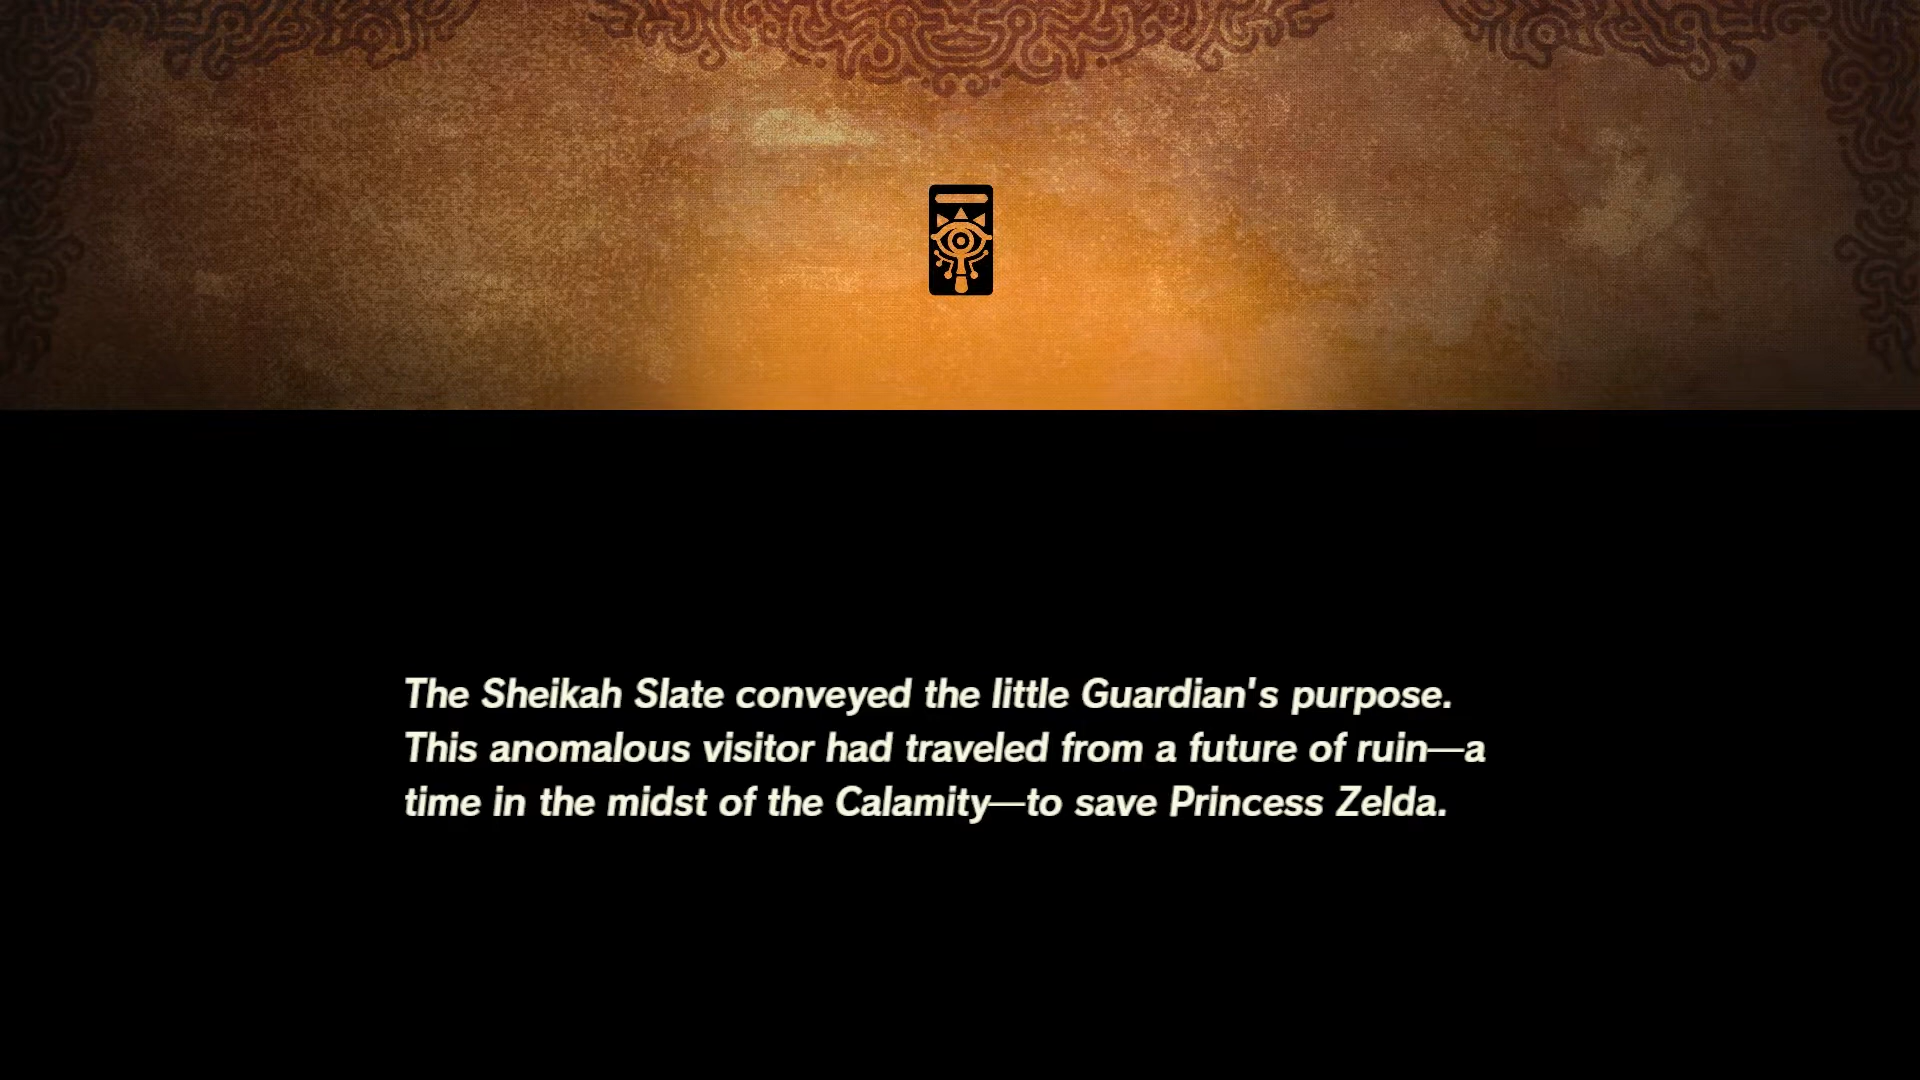 The Sheikah Slate conveyed the little Guardian's purpose.
This anomalous visitor had traveled from a future of ruin—a
time in the midst of the Calamity—to save Princess Zelda.